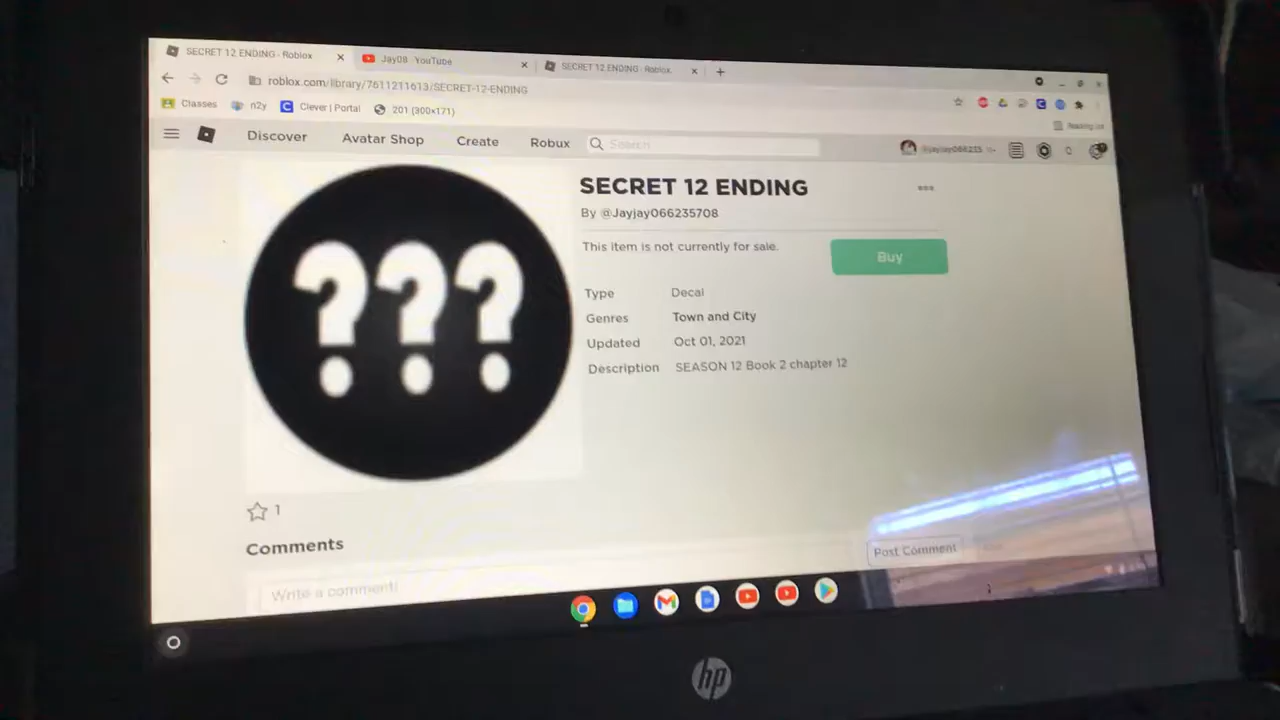 SECRET 12 ENDING - Roblox
Jay08 - YouTube
SECRET 12 ENDING - Roblox
roblox.com/library/7611211613/SECRET-12-ENDING
Classes
n2y
Clever | Portal
201 (300×171)
Reading list
Discover
Avatar Shop
Create
Robux
Search
???
SECRET 12 ENDING
By @Jayjay066235708
This item is not currently for sale.
Buy
Type Decal
Genres Town and City
Updated Oct 01, 2021
Description SEASON 12 Book 2 chapter 12
1
Comments
Write a comment!
Post Comment
hp